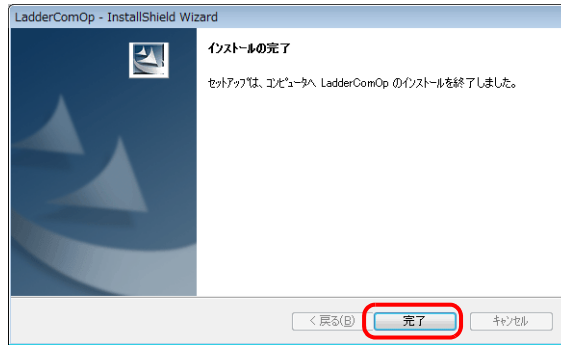 LadderComOp - InstallShield Wizard
インストールの完了
セットアップは、コンピュータへ LadderComOp のインストールを終了しました。
< 戻る(B)
完了
キャンセル